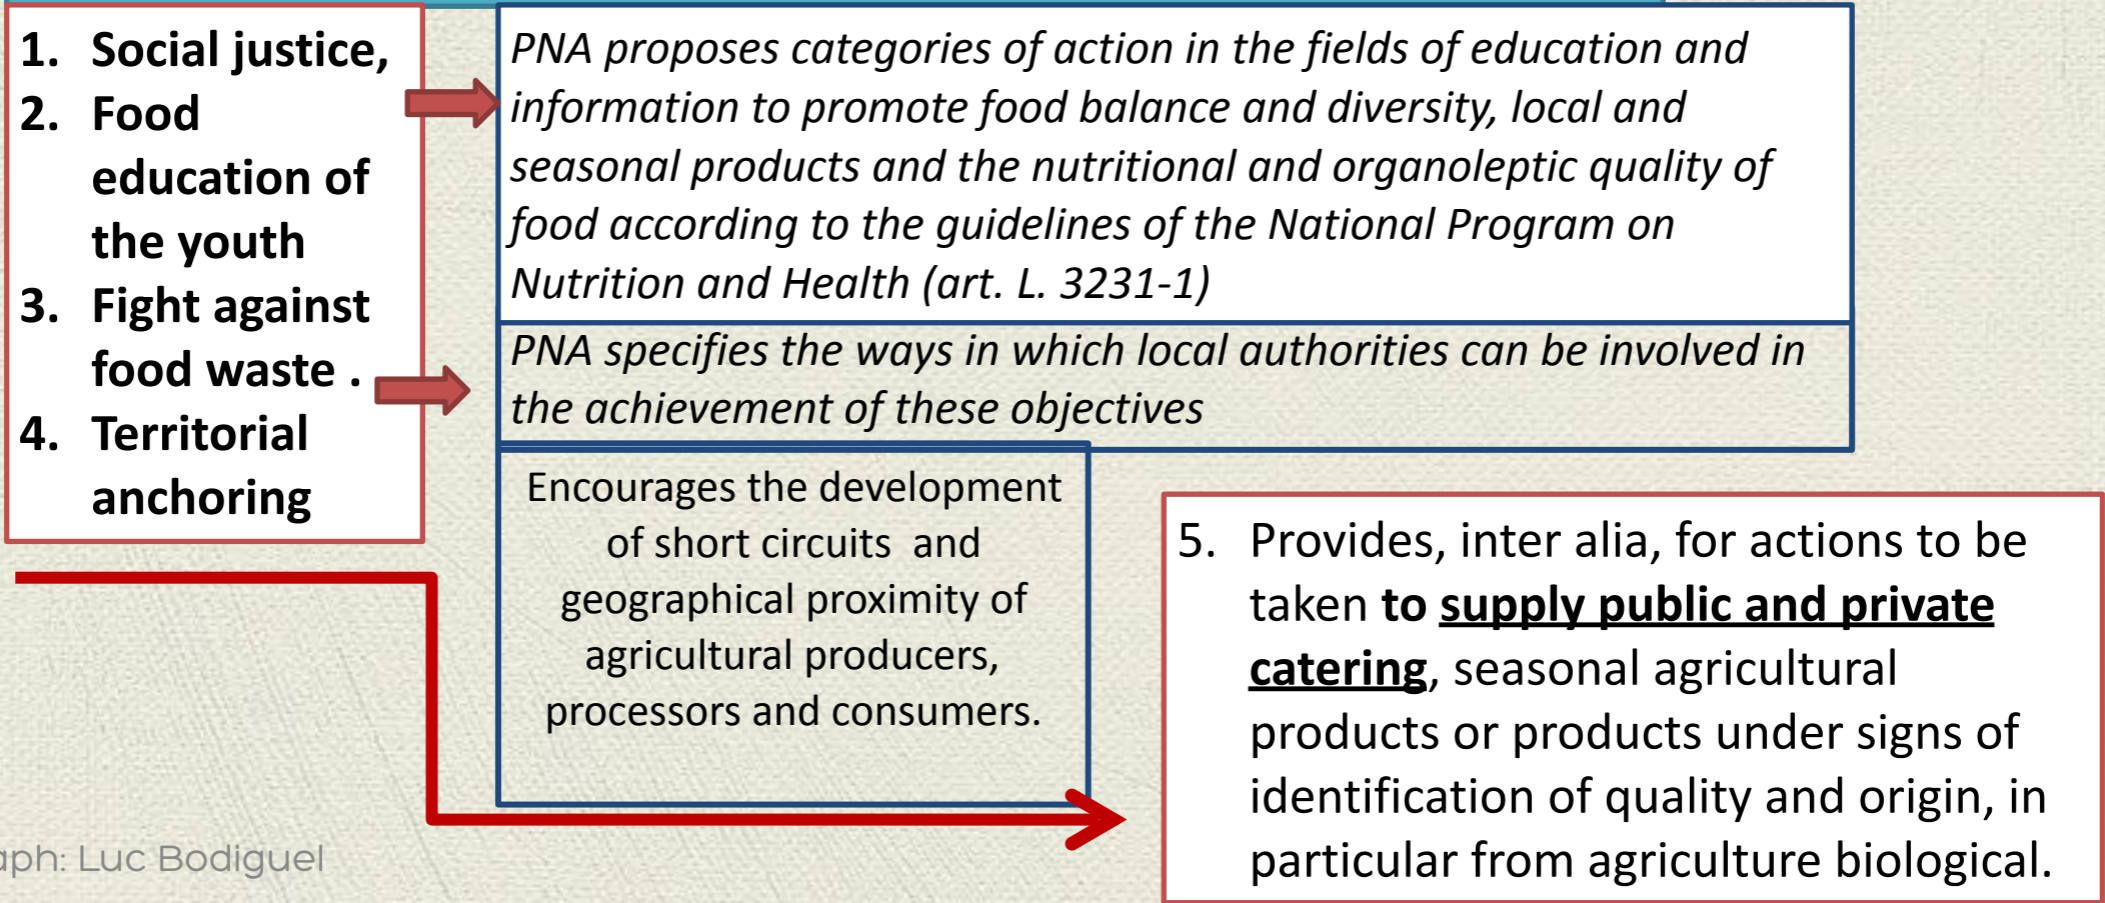 1. Social justice,
2. Food
education of
the youth
3. Fight against
food waste .
4. Territorial
anchoring
PNA proposes categories of action in the fields of education and
information to promote food balance and diversity, local and
seasonal products and the nutritional and organoleptic quality of
food according to the guidelines of the National Program on
Nutrition and Health (art. L. 3231-1)
PNA specifies the ways in which local authorities can be involved in
the achievement of these objectives
Encourages the development
of short circuits and
geographical proximity of
agricultural producers,
processors and consumers.
5. Provides, inter alia, for actions to be
taken to supply public and private
catering, seasonal agricultural
products or products under signs of
identification of quality and origin, in
particular from agriculture biological.
Luc Bodiguel